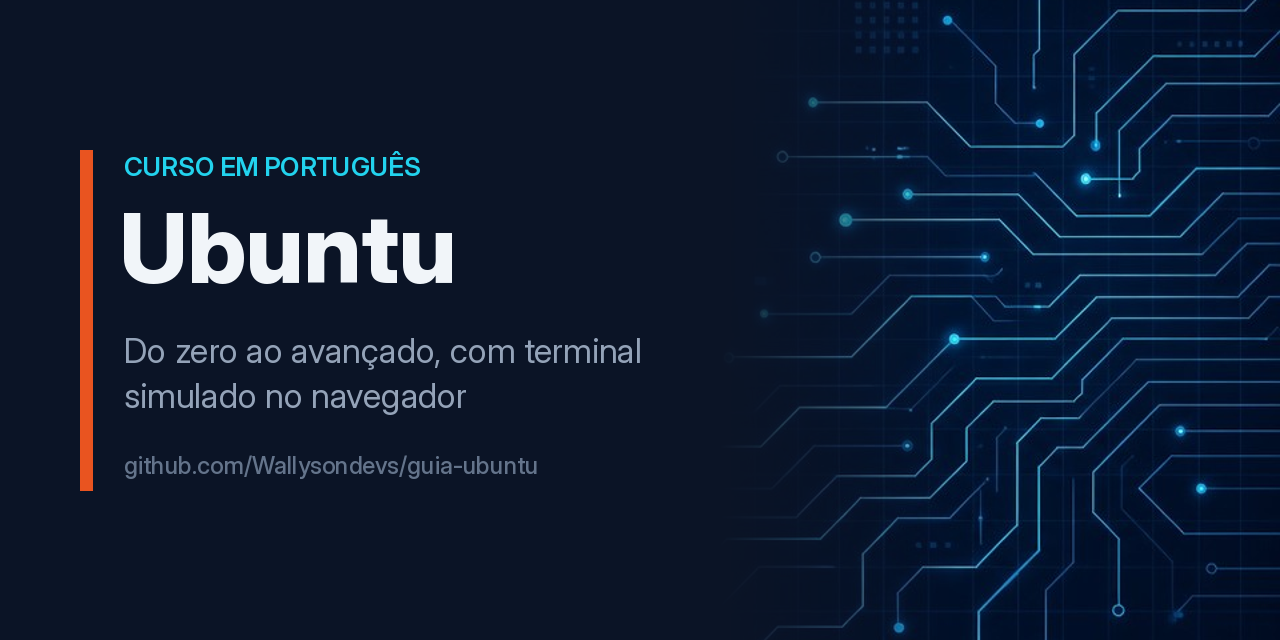 CURSO EM PORTUGUÊS
Ubuntu
Do zero ao avançado, com terminal
simulado no navegador
github.com/Wallysondevs/guia-ubuntu